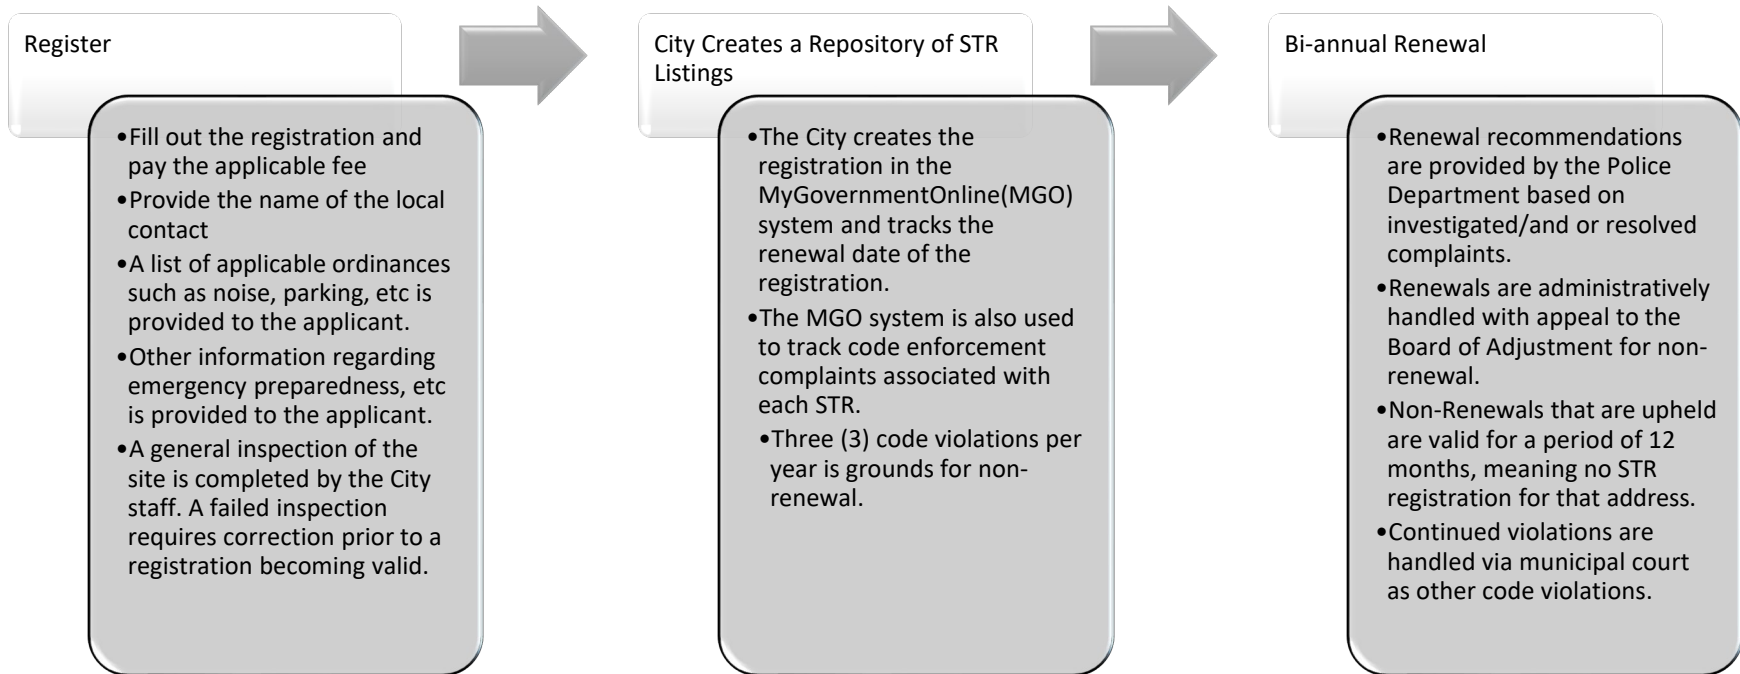 Register
•Fill out the registration and
pay the applicable fee
•Provide the name of the local
contact
•A list of applicable ordinances
such as noise, parking, etc is
provided to the applicant.
•Other information regarding
emergency preparedness, etc
is provided to the applicant.
•A general inspection of the
site is completed by the City
staff. A failed inspection
requires correction prior to a
registration becoming valid.
City Creates a Repository of STR
Listings
•The City creates the
registration in the
MyGovernmentOnline(MGO)
system and tracks the
renewal date of the
registration.
•The MGO system is also used
to track code enforcement
complaints associated with
each STR.
•Three (3) code violations per
year is grounds for non-
renewal.
Bi-annual Renewal
•Renewal recommendations
are provided by the Police
Department based on
investigated/and or resolved
complaints.
•Renewals are administratively
handled with appeal to the
Board of Adjustment for non-
renewal.
•Non-Renewals that are upheld
are valid for a period of 12
months, meaning no STR
registration for that address.
•Continued violations are
handled via municipal court
as other code violations.